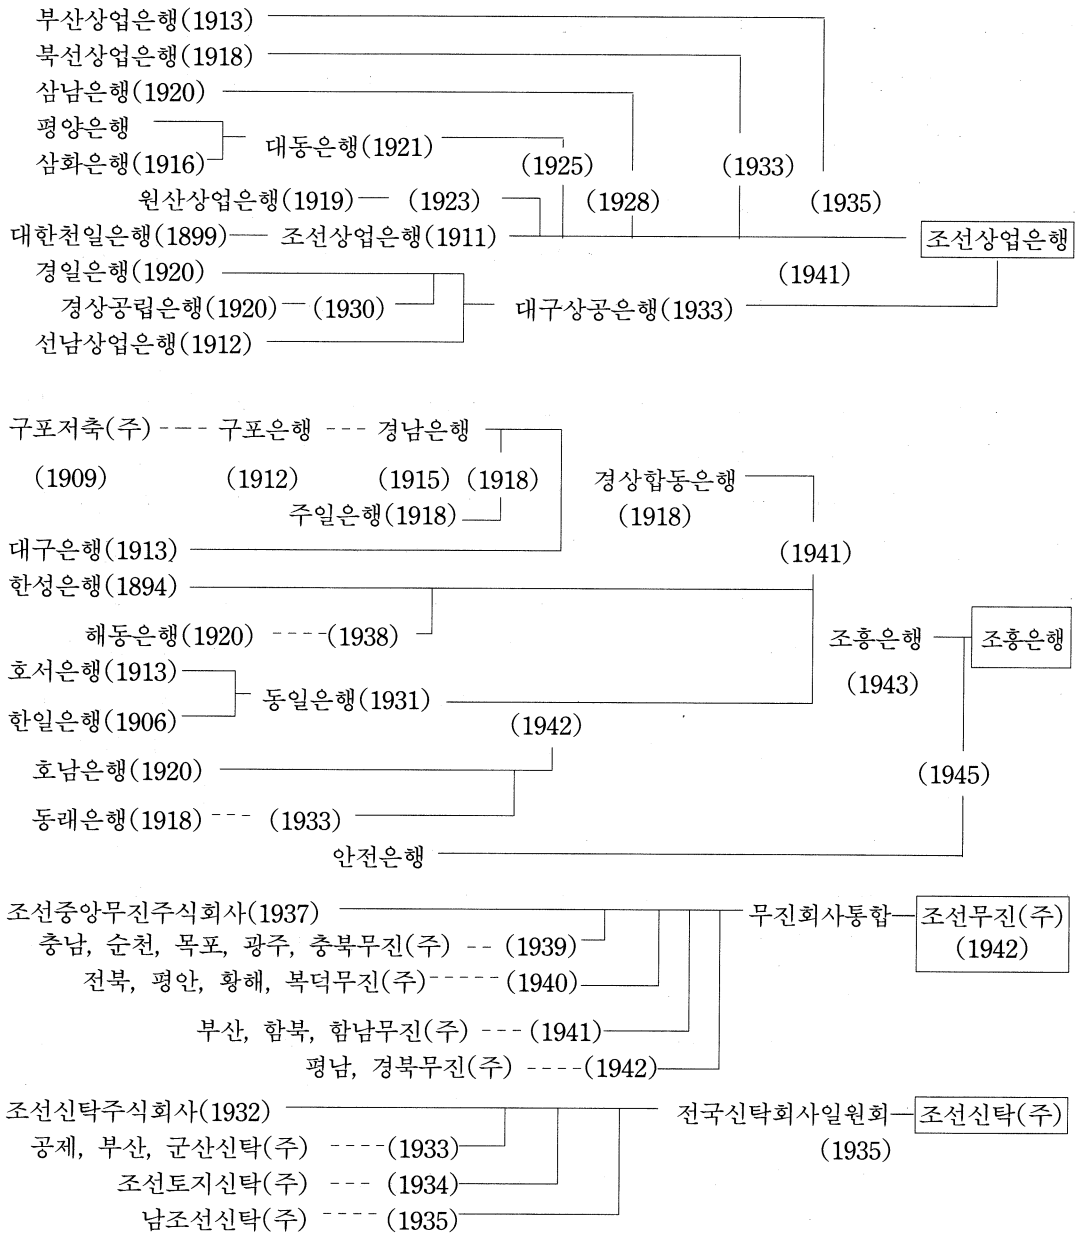 부산상업은행(1913)
북선상업은행(1918)
삼남은행(1920)
평양은행
대동은행(1921)
삼화은행(1916)
(1925)
(1933)
원산상업은행(1919) (1923)
(1928)
(1935)
대한천일은행(1899) 조선상업은행(1911)
조선상업은행
경일은행(1920)
(1941)
경상공립은행(1920) (1930)
대구상공은행(1933)
선남상업은행(1912)
구포저축(주) 구포은행 경남은행
(1909) (1912) (1915) (1918)
경상합동은행
주일은행(1918)
(1918)
대구은행(1913)
(1941)
한성은행(1894)
해동은행(1920) (1938)
조흥은행
조흥은행
호서은행(1913)
(1943)
동일은행(1931)
한일은행(1906)
(1942)
호남은행(1920)
(1945)
동래은행(1918) (1933)
안전은행
조선중앙무진주식회사(1937) 무진회사통합 조선무진(주)
충남, 순천, 목포, 광주, 충북무진(주) (1939)
(1942)
전북, 평안, 황해, 복덕무진(주) (1940)
부산, 함북, 함남무진(주) (1941)
평남, 경북무진(주) (1942)
조선신탁주식회사(1932) 전국신탁회사일원회 조선신탁(주)
공제, 부산, 군산신탁(주) (1933)
(1935)
조선토지신탁(주) (1934)
남조선신탁(주) (1935)